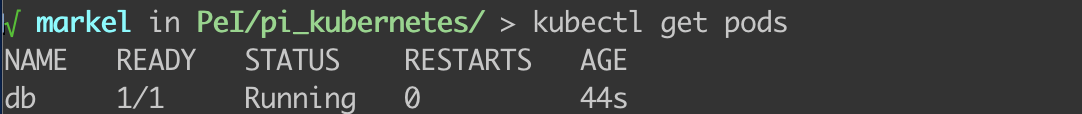 √ markel in PeI/pi_kubernetes/ > kubectl get pods
NAME READY STATUS RESTARTS AGE
db 1/1 Running 0 44s